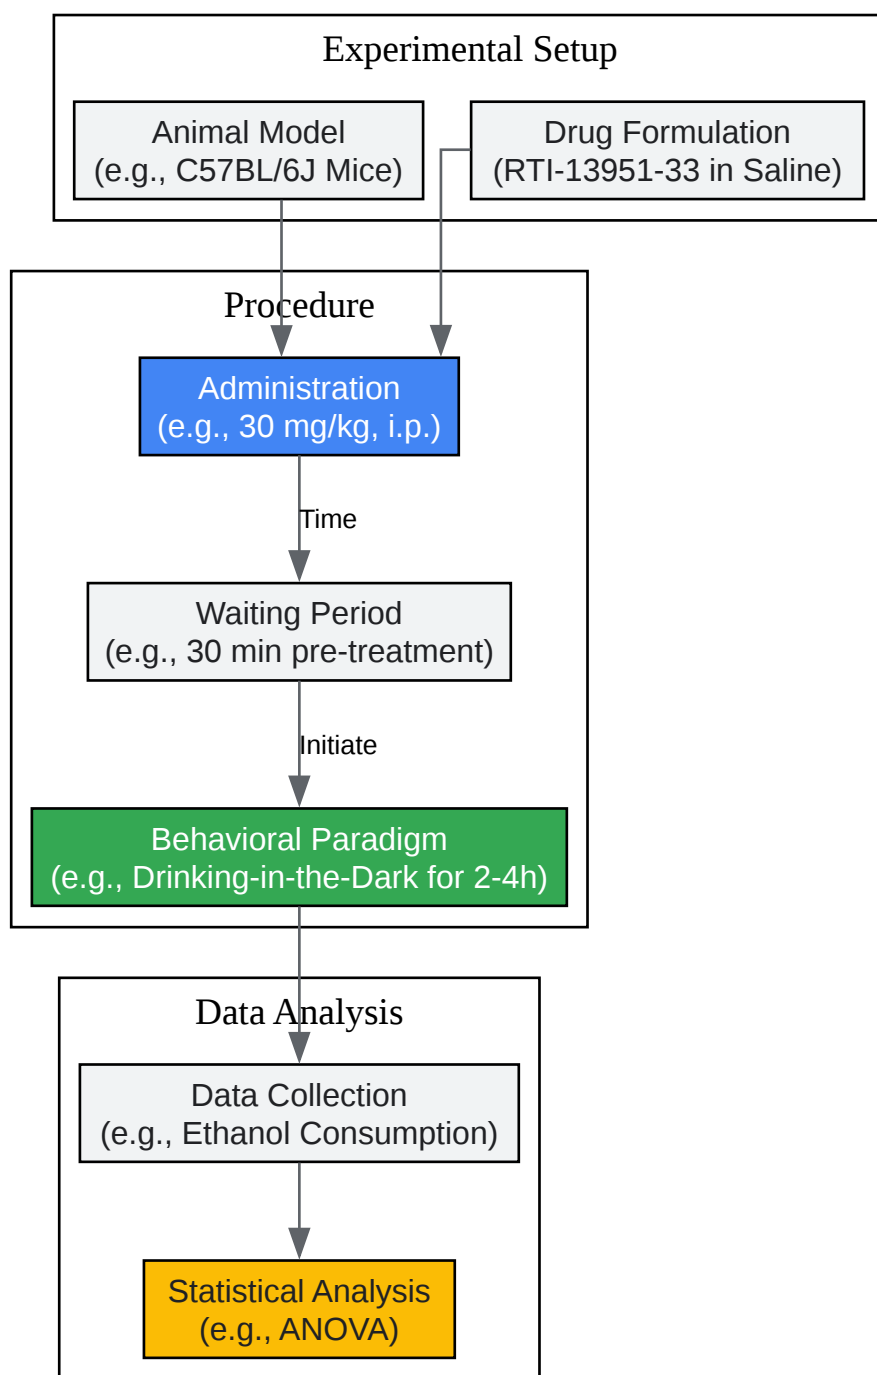 Experimental Setup
Animal Model
(e.g., C57BL/6J Mice)
Drug Formulation
(RTI-13951-33 in Saline)
Procedure
Administration
(e.g., 30 mg/kg, i.p.)
Time
Waiting Period
(e.g., 30 min pre-treatment)
Initiate
Behavioral Paradigm
(e.g., Drinking-in-the-Dark for 2-4h)
Data Analysis
Data Collection
(e.g., Ethanol Consumption)
Statistical Analysis
(e.g., ANOVA)